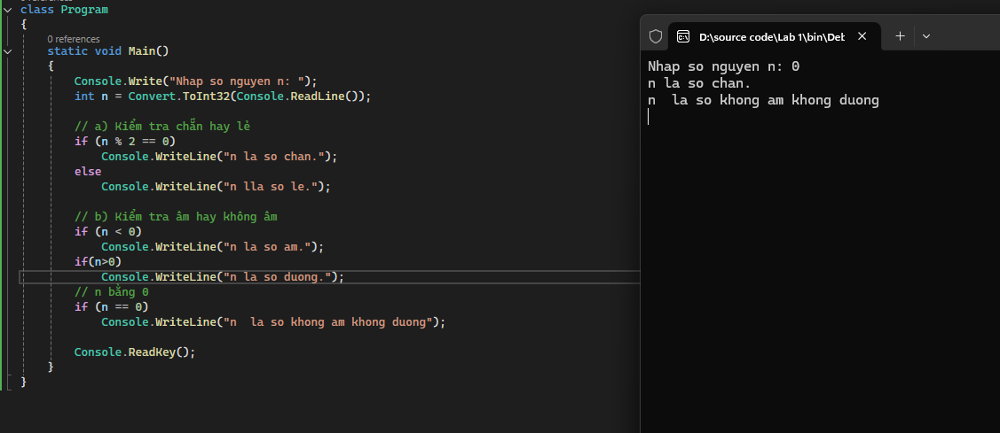 class Program
{
0 references
static void Main()
{
Console.Write("Nhap so nguyen n: ");
int n = Convert.ToInt32(Console.ReadLine());
// a) Kiểm tra chẵn hay lẻ
if (n % 2 == 0)
Console.WriteLine("n la so chan.");
else
Console.WriteLine("n lla so le.");
// b) Kiểm tra âm hay không âm
if (n < 0)
Console.WriteLine("n la so am.");
if(n>0)
Console.WriteLine("n la so duong.");
// n bằng 0
if (n == 0)
Console.WriteLine("n  la so khong am khong duong");
Console.ReadKey();
}
}
D:\source code\Lab 1\bin\Deb
Nhap so nguyen n: 0
n la so chan.
n  la so khong am khong duong